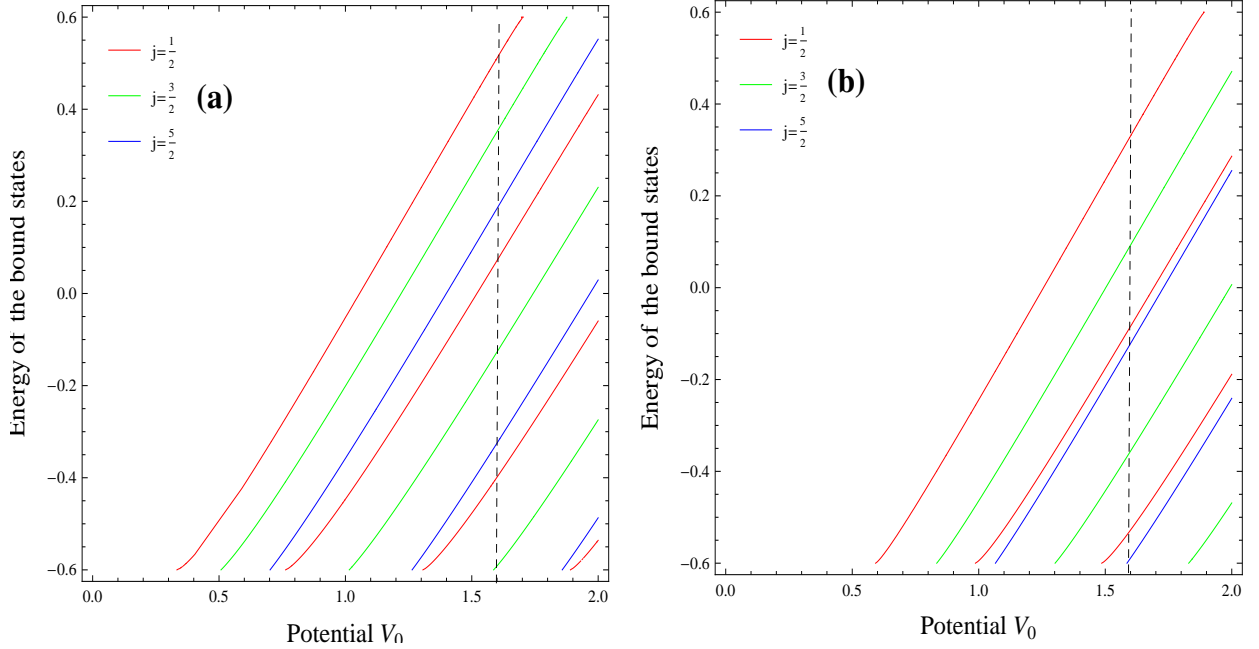 0.6
0.4
0.2
0.0
−0.2
−0.4
−0.6
0.0
0.5
1.0
1.5
2.0
Energy of the bound states
Potential V₀
j=1/2
j=3/2
j=5/2
(a)
0.6
0.4
0.2
0.0
−0.2
−0.4
−0.6
0.0
0.5
1.0
1.5
2.0
Energy of the bound states
Potential V₀
j=1/2
j=3/2
j=5/2
(b)